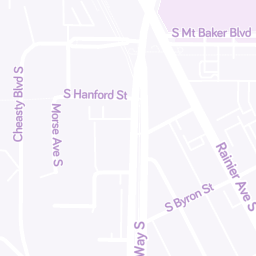 S Mt Baker Blvd
S Hanford St
Cheasty Blvd S
Morse Ave S
Rainier Ave S
S Byron St
Way S